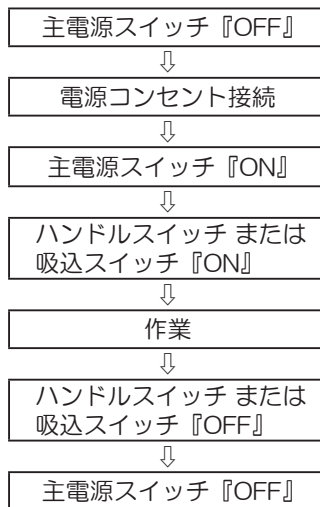 主電源スイッチ『OFF』
⇩
電源コンセント接続
⇩
主電源スイッチ『ON』
⇩
ハンドルスイッチ または
吸込スイッチ『ON』
⇩
作業
⇩
ハンドルスイッチ または
吸込スイッチ『OFF』
⇩
主電源スイッチ『OFF』